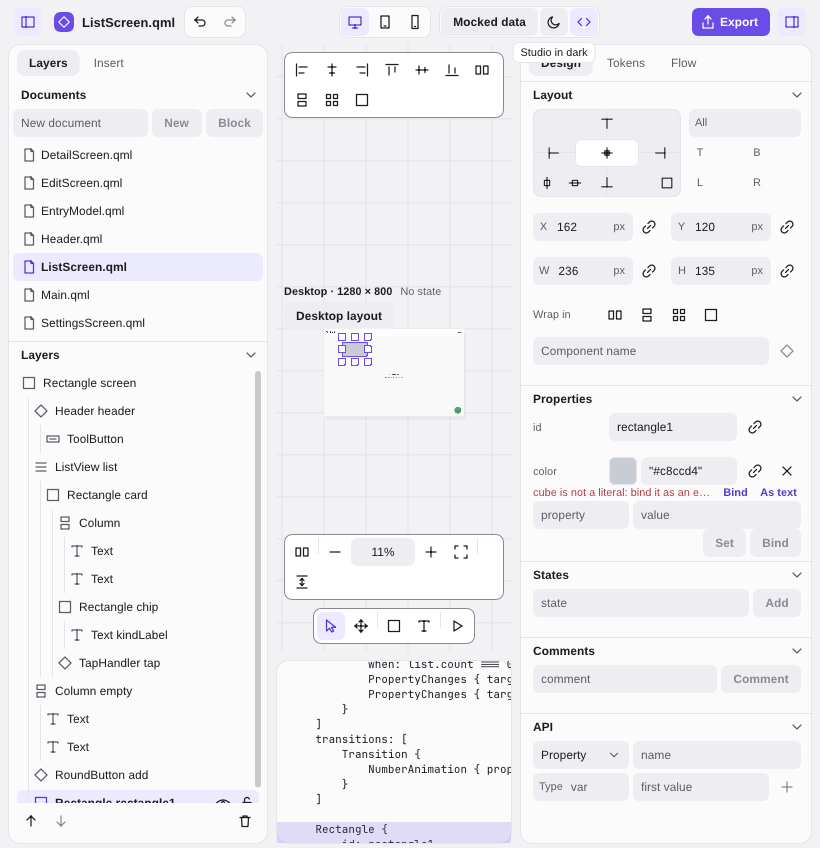 ListScreen.qml
Mocked data
Export
Studio in dark
Layers
Insert
Documents
New document
New
Block
DetailScreen.qml
EditScreen.qml
EntryModel.qml
Header.qml
ListScreen.qml
Main.qml
SettingsScreen.qml
Layers
Rectangle screen
Header header
ToolButton
ListView list
Rectangle card
Column
Text
Text
Rectangle chip
Text kindLabel
TapHandler tap
Column empty
Text
Text
RoundButton add
Rectangle rectangle1
Desktop · 1280 × 800
No state
Desktop layout
11%
when: list.count
PropertyChanges { targ
PropertyChanges { targ
}
]
transitions: [
Transition {
NumberAnimation { prop
}
]
Rectangle {
id: rectangle1
Design
Tokens
Flow
Layout
All
T
B
L
R
X 162 px
Y 120 px
W 236 px
H 135 px
Wrap in
Component name
Properties
id
rectangle1
color
"#c8ccd4"
cube is not a literal: bind it as an e…
Bind
As text
property
value
Set
Bind
States
state
Add
Comments
comment
Comment
API
Property
name
Type var
first value